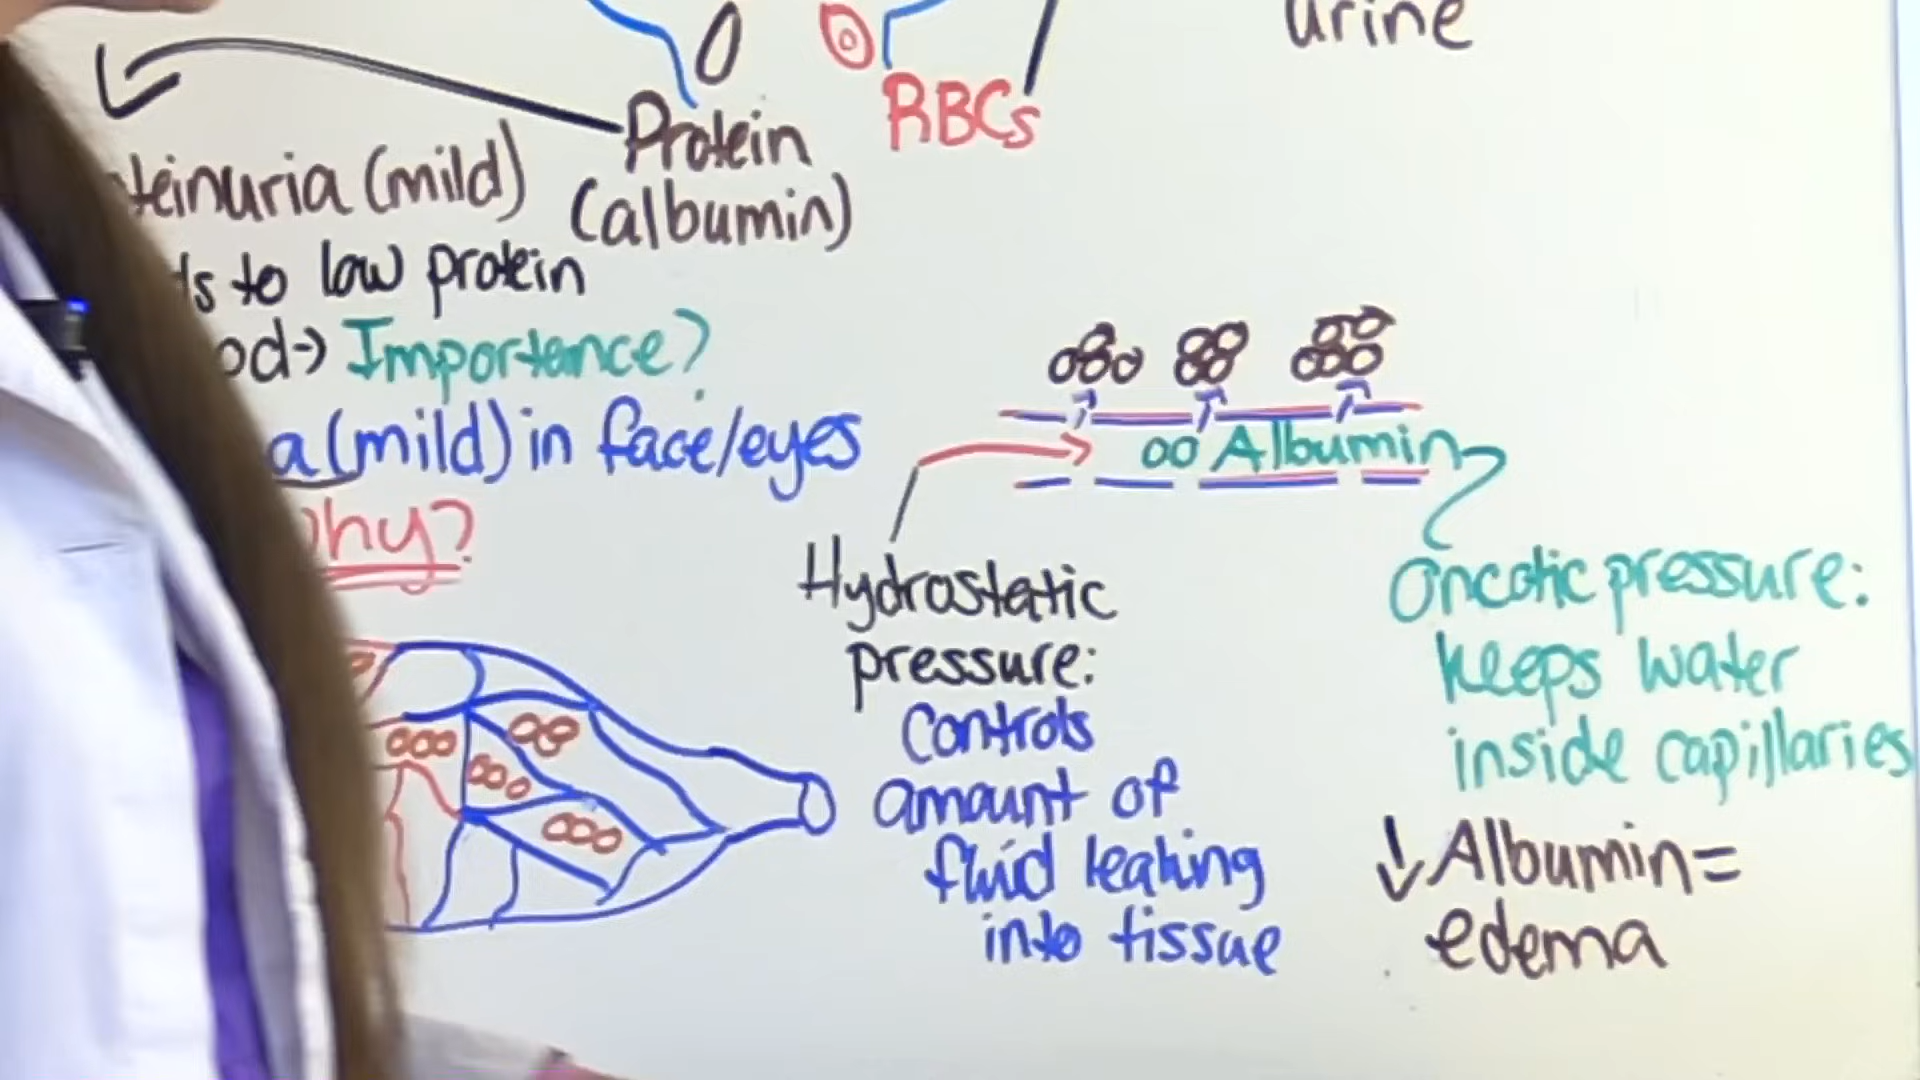 urine
RBCs
Protein
(albumin)
teinuria (mild)
ds to low protein
od→ Importance?
a (mild) in face/eyes
hy?
Albumin
Hydrostatic
pressure:
Controls
amount of
fluid leaking
into tissue
Oncotic pressure:
keeps water
inside capillaries
↓ Albumin =
edema